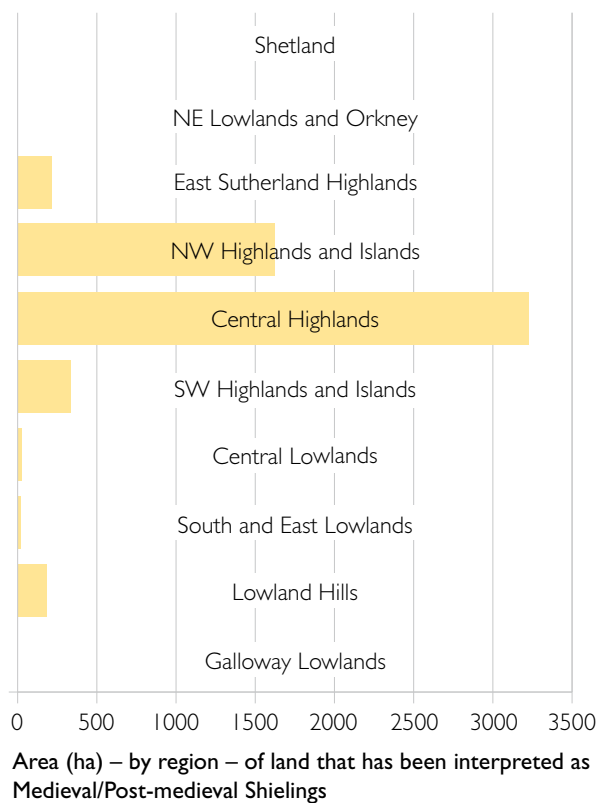 Shetland
NE Lowlands and Orkney
East Sutherland Highlands
NW Highlands and Islands
Central Highlands
SW Highlands and Islands
Central Lowlands
South and East Lowlands
Lowland Hills
Galloway Lowlands
0 500 1000 1500 2000 2500 3000 3500
Area (ha) – by region – of land that has been interpreted as
Medieval/Post-medieval Shielings